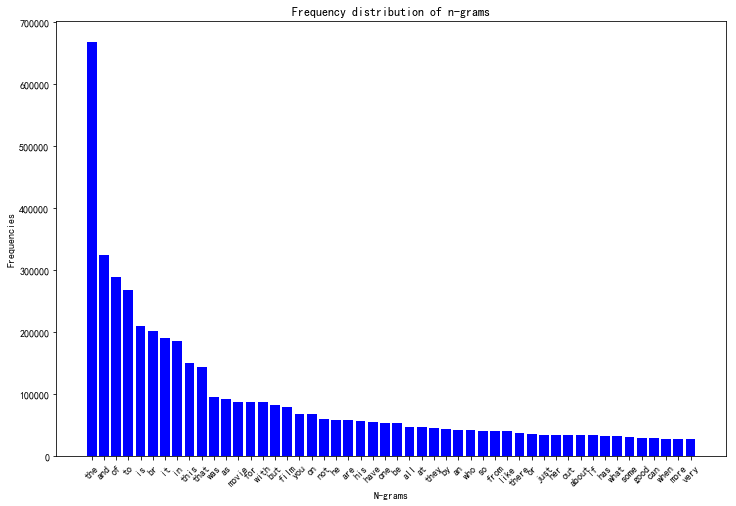 Frequency distribution of n-grams
700000
600000
500000
400000
300000
200000
100000
0
Frequencies
the and of to is br it in this that was as movie for with but film you on not he are his have one be all at they by an who so from like there or just her out about if has what some good can when more very
N-grams